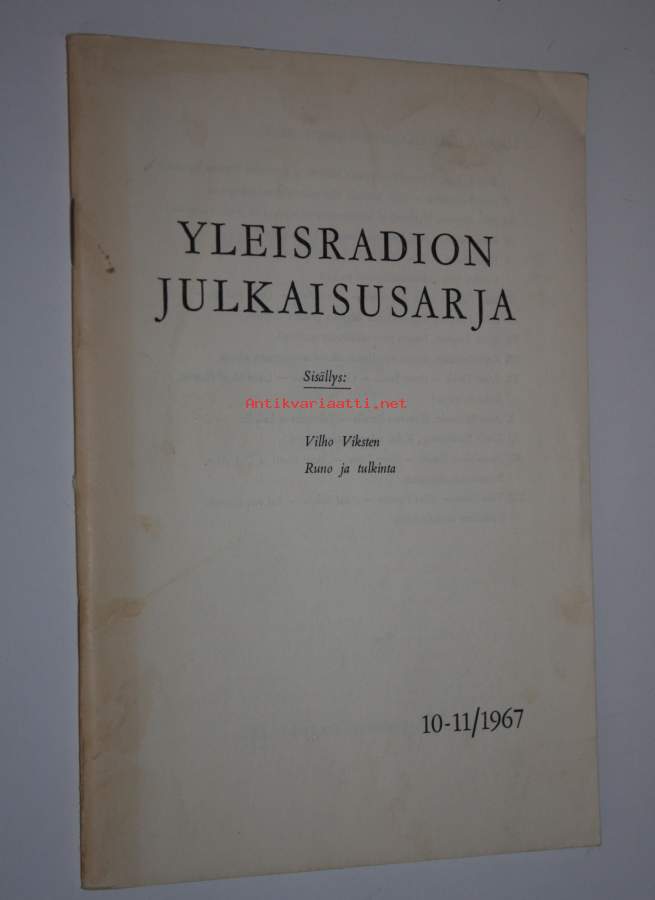 YLEISRADION
JULKAISUSARJA
Sisällys:
Antikvariaatti.net
Vilho Viksten
Runo ja tulkinta
10-11/1967